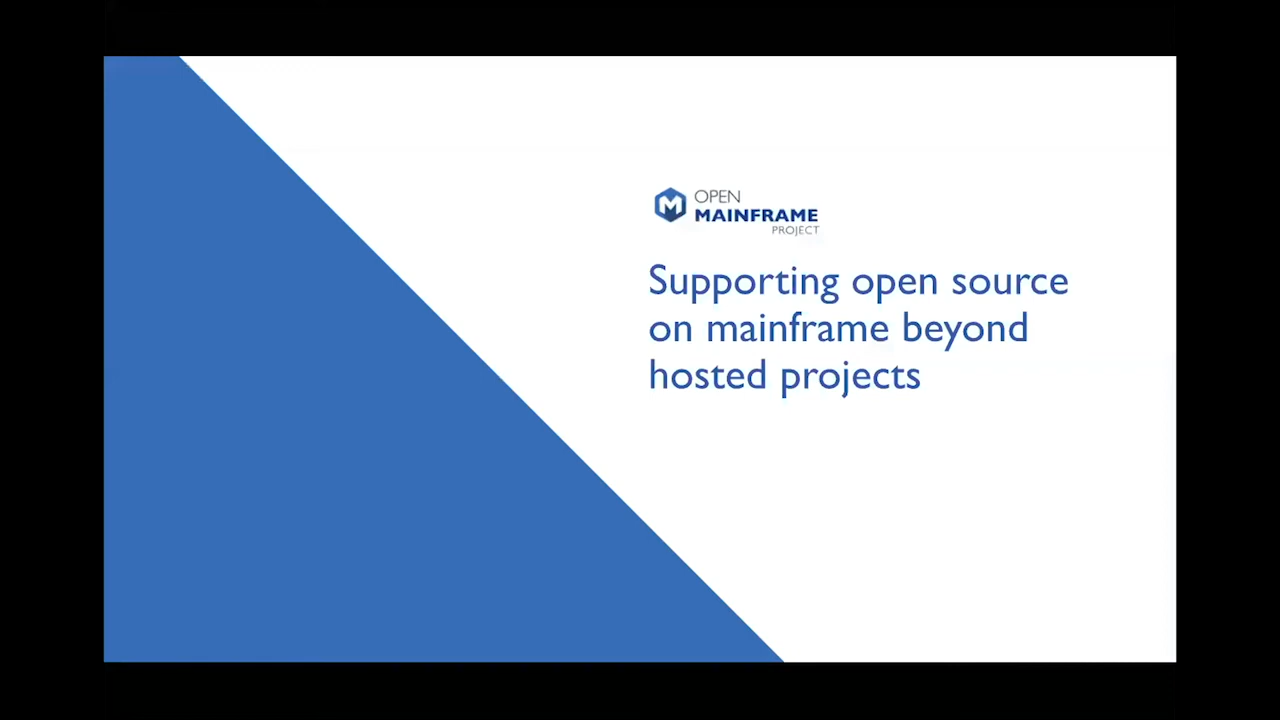 OPEN
MAINFRAME
PROJECT
Supporting open source
on mainframe beyond
hosted projects